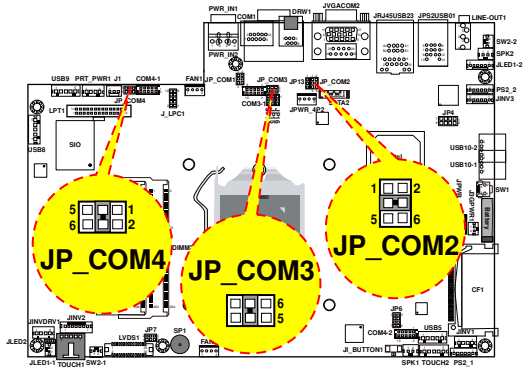 PWR_IN1
COM1
DRW1
JVGACOM2
JRJ45USB23
JPS2USB01
LINE-OUT1
PWR_IN2
SW2-2
SPK2
JLED1-2
USB9
PRT_PWR1
J1
COM4-1
FAN1
JP_COM1
JP_COM3
JP13
JP_COM2
JP_COM4
LPT1
J_LPC1
COM3-1
JPWR_4P2
PS2_2
JINV3
JP4
SIO
USB8
USB10-2
USB10-1
SW1
Battery
5 1
6 2
JP_COM4
JP_COM3
6
5
1 2
5 6
JP_COM2
CF1
JINV2
JINVDRV1
JLED2
JLED1-1
TOUCH1
SW2-1
LVDS1
JP7
SP1
JP6
COM4-2
USB5
JINV1
JI_BUTTON1
SPK1
TOUCH2
PS2_1